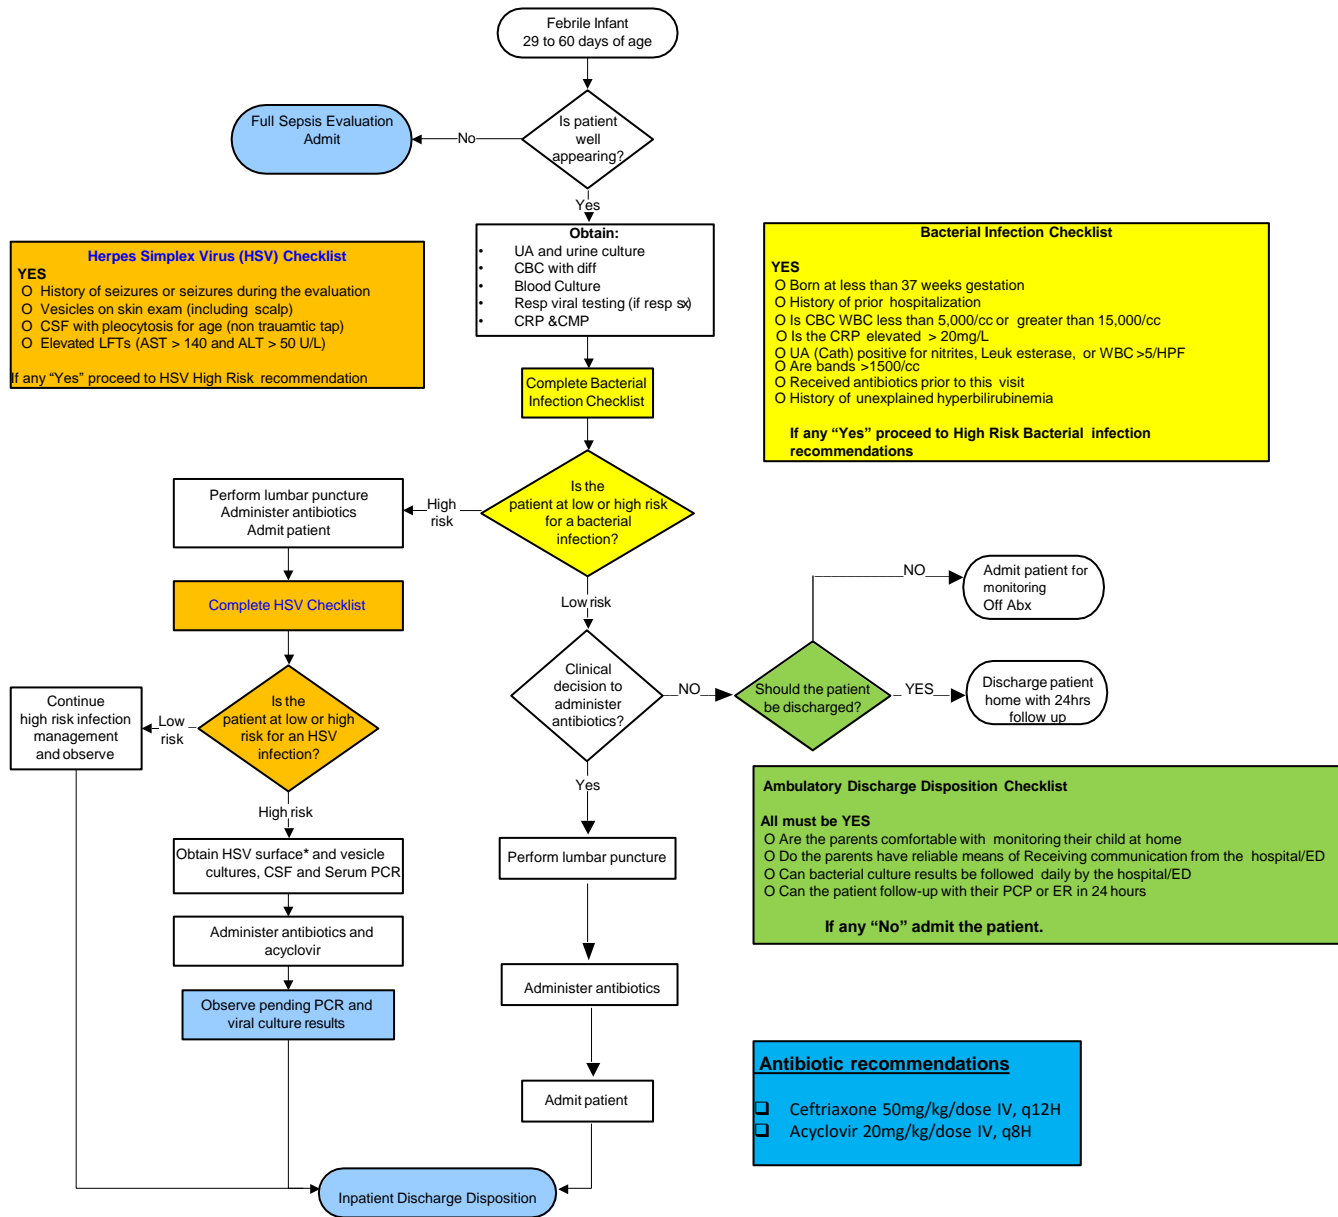 Febrile Infant
29 to 60 days of age
Is patient
well
appearing?
No
Full Sepsis Evaluation
Admit
Yes
Obtain:
• UA and urine culture
• CBC with diff
• Blood Culture
• Resp viral testing (if resp sx)
• CRP &CMP
Herpes Simplex Virus (HSV) Checklist
YES
O History of seizures or seizures during the evaluation
O Vesicles on skin exam (including scalp)
O CSF with pleocytosis for age (non trauamtic tap)
O Elevated LFTs (AST > 140 and ALT > 50 U/L)
If any “Yes” proceed to HSV High Risk recommendation
Bacterial Infection Checklist
YES
O Born at less than 37 weeks gestation
O History of prior hospitalization
O Is CBC WBC less than 5,000/cc or greater than 15,000/cc
O Is the CRP elevated > 20mg/L
O UA (Cath) positive for nitrites, Leuk esterase, or WBC >5/HPF
O Are bands >1500/cc
O Received antibiotics prior to this visit
O History of unexplained hyperbilirubinemia
If any “Yes” proceed to High Risk Bacterial infection
recommendations
Complete Bacterial
Infection Checklist
Is the
patient at low or high risk
for a bacterial
infection?
High
risk
Perform lumbar puncture
Administer antibiotics
Admit patient
Complete HSV Checklist
Is the
patient at low or high
risk for an HSV
infection?
Low
risk
Continue
high risk infection
management
and observe
High risk
Obtain HSV surface* and vesicle
cultures, CSF and Serum PCR
Administer antibiotics and
acyclovir
Observe pending PCR and
viral culture results
Low risk
Clinical
decision to
administer
antibiotics?
NO
Should the patient
be discharged?
NO
Admit patient for
monitoring
Off Abx
YES
Discharge patient
home with 24hrs
follow up
Yes
Perform lumbar puncture
Administer antibiotics
Admit patient
Inpatient Discharge Disposition
Ambulatory Discharge Disposition Checklist
All must be YES
O Are the parents comfortable with monitoring their child at home
O Do the parents have reliable means of Receiving communication from the hospital/ED
O Can bacterial culture results be followed daily by the hospital/ED
O Can the patient follow-up with their PCP or ER in 24 hours
If any “No” admit the patient.
Antibiotic recommendations
❑ Ceftriaxone 50mg/kg/dose IV, q12H
❑ Acyclovir 20mg/kg/dose IV, q8H